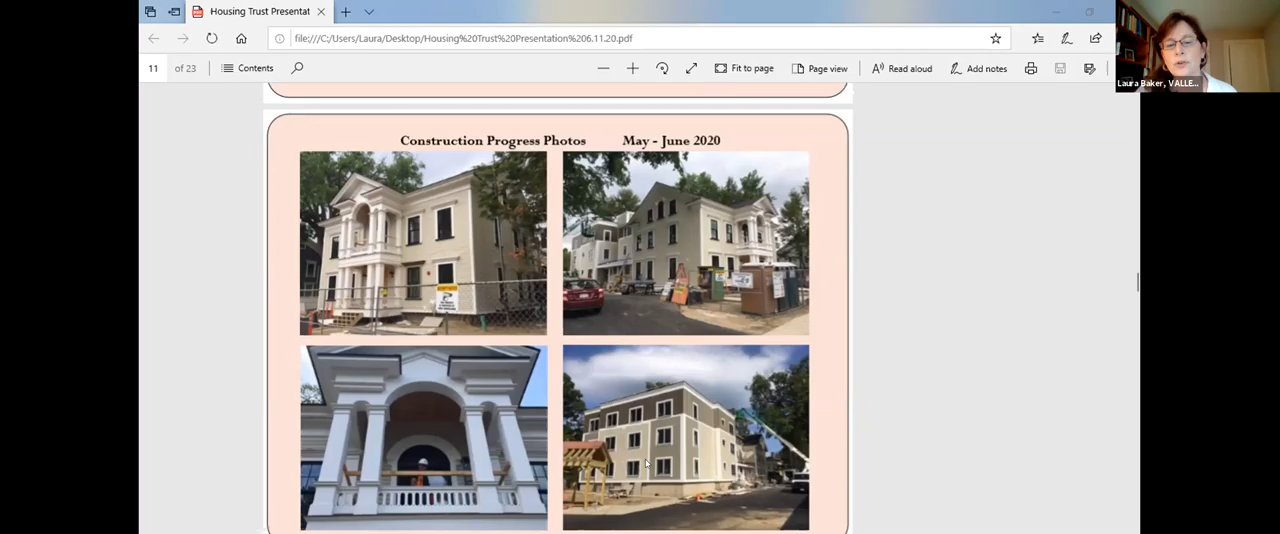 Housing Trust Presentat
file:///C:/Users/Laura/Desktop/Housing%20Trust%20Presentation%206.11.20.pdf
11 of 23 Contents Fit to page Page view Read aloud Add notes
Laura Baker, VALLE...
Construction Progress Photos May - June 2020